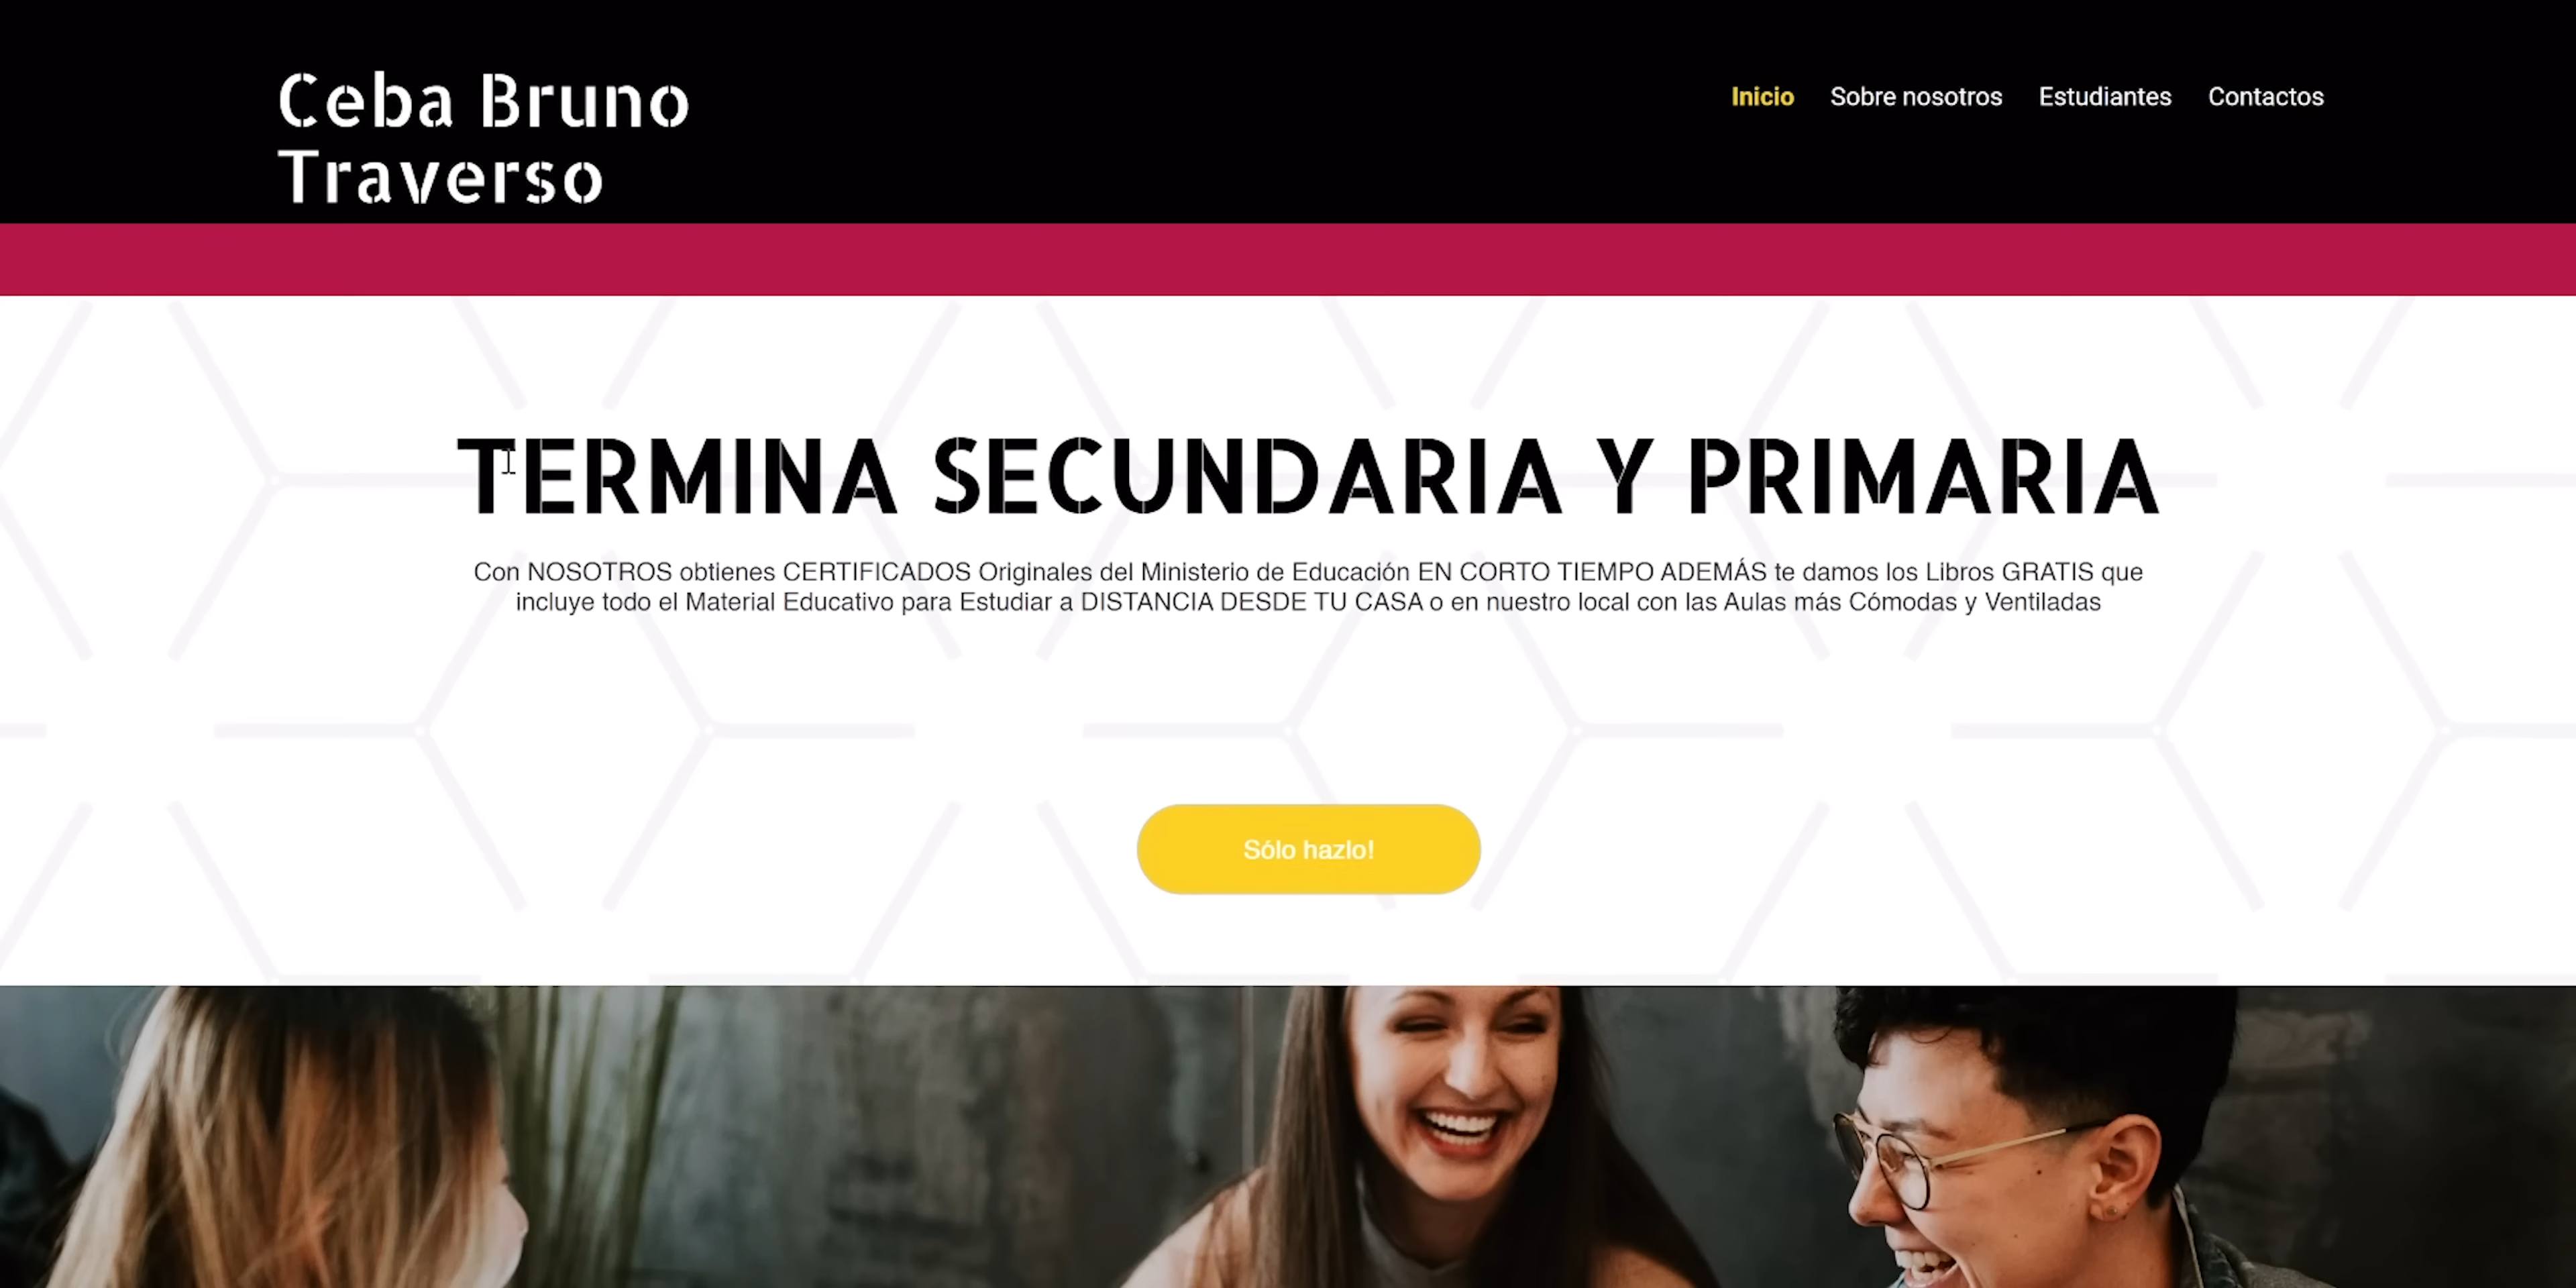 Ceba Bruno
Traverso
Inicio Sobre nosotros Estudiantes Contactos
TERMINA SECUNDARIA Y PRIMARIA
Con NOSOTROS obtienes CERTIFICADOS Originales del Ministerio de Educación EN CORTO TIEMPO ADEMÁS te damos los Libros GRATIS que
incluye todo el Material Educativo para Estudiar a DISTANCIA DESDE TU CASA o en nuestro local con las Aulas más Cómodas y Ventiladas
Sólo hazlo!